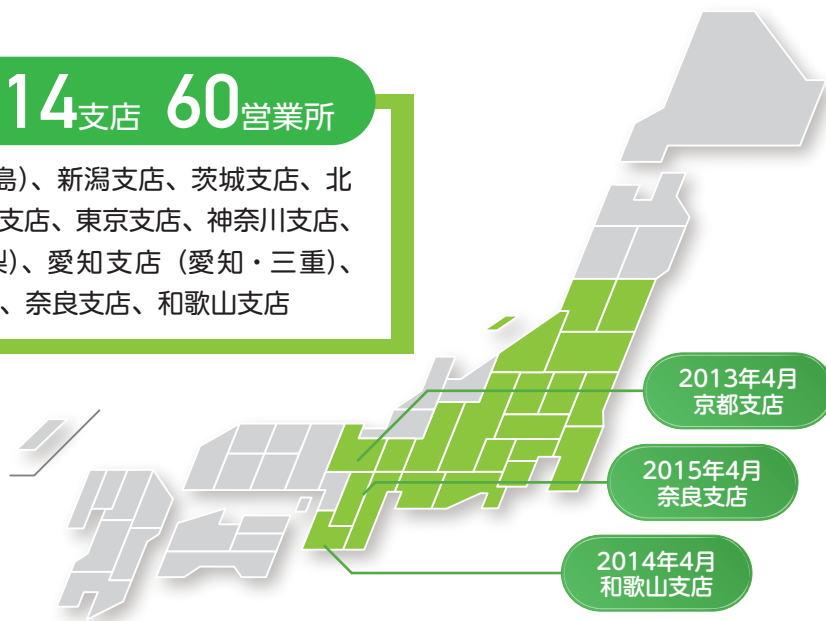 14支店 60営業所
島）、新潟支店、茨城支店、北
支店、東京支店、神奈川支店、
梨）、愛知支店（愛知・三重）、
、奈良支店、和歌山支店
2013年4月
京都支店
2015年4月
奈良支店
2014年4月
和歌山支店